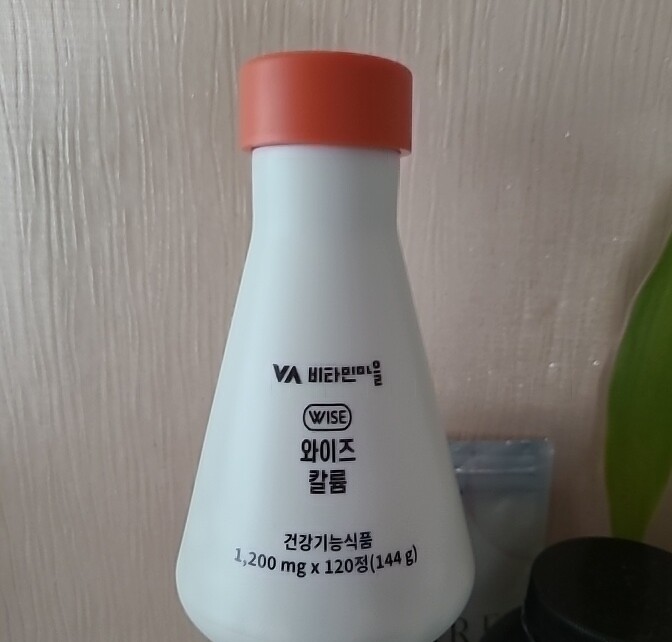 VA 비타민마을
WISE
와이즈
칼륨
건강기능식품
1,200 mg x 120정(144 g)